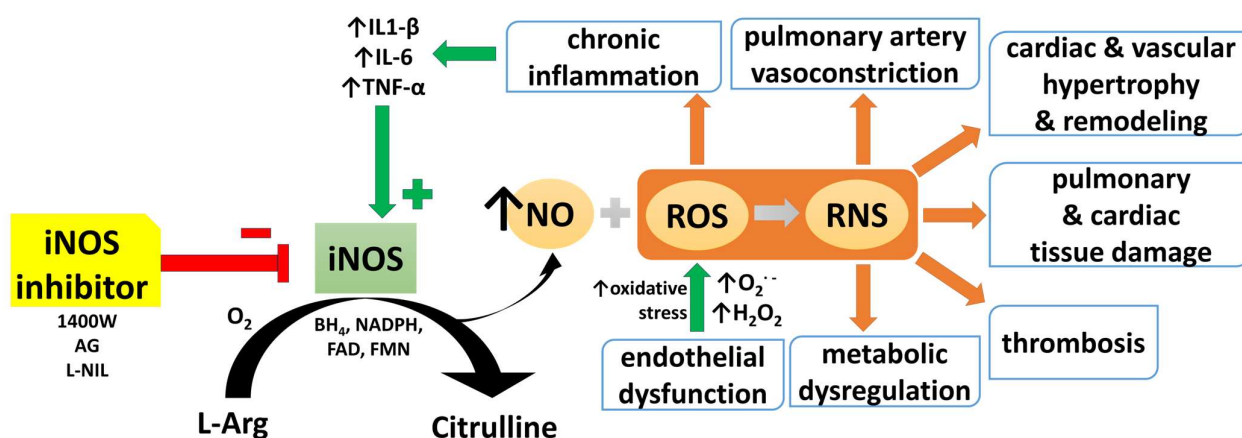 ↑IL1-β
↑IL-6
↑TNF-α
chronic
inflammation
pulmonary artery
vasoconstriction
cardiac & vascular
hypertrophy
& remodeling
pulmonary
& cardiac
tissue damage
thrombosis
iNOS
inhibitor
1400W
AG
L-NIL
iNOS
↑NO
ROS
RNS
O₂
BH₄, NADPH,
FAD, FMN
L-Arg
Citrulline
↑oxidative
stress
↑O₂˙⁻
↑H₂O₂
endothelial
dysfunction
metabolic
dysregulation